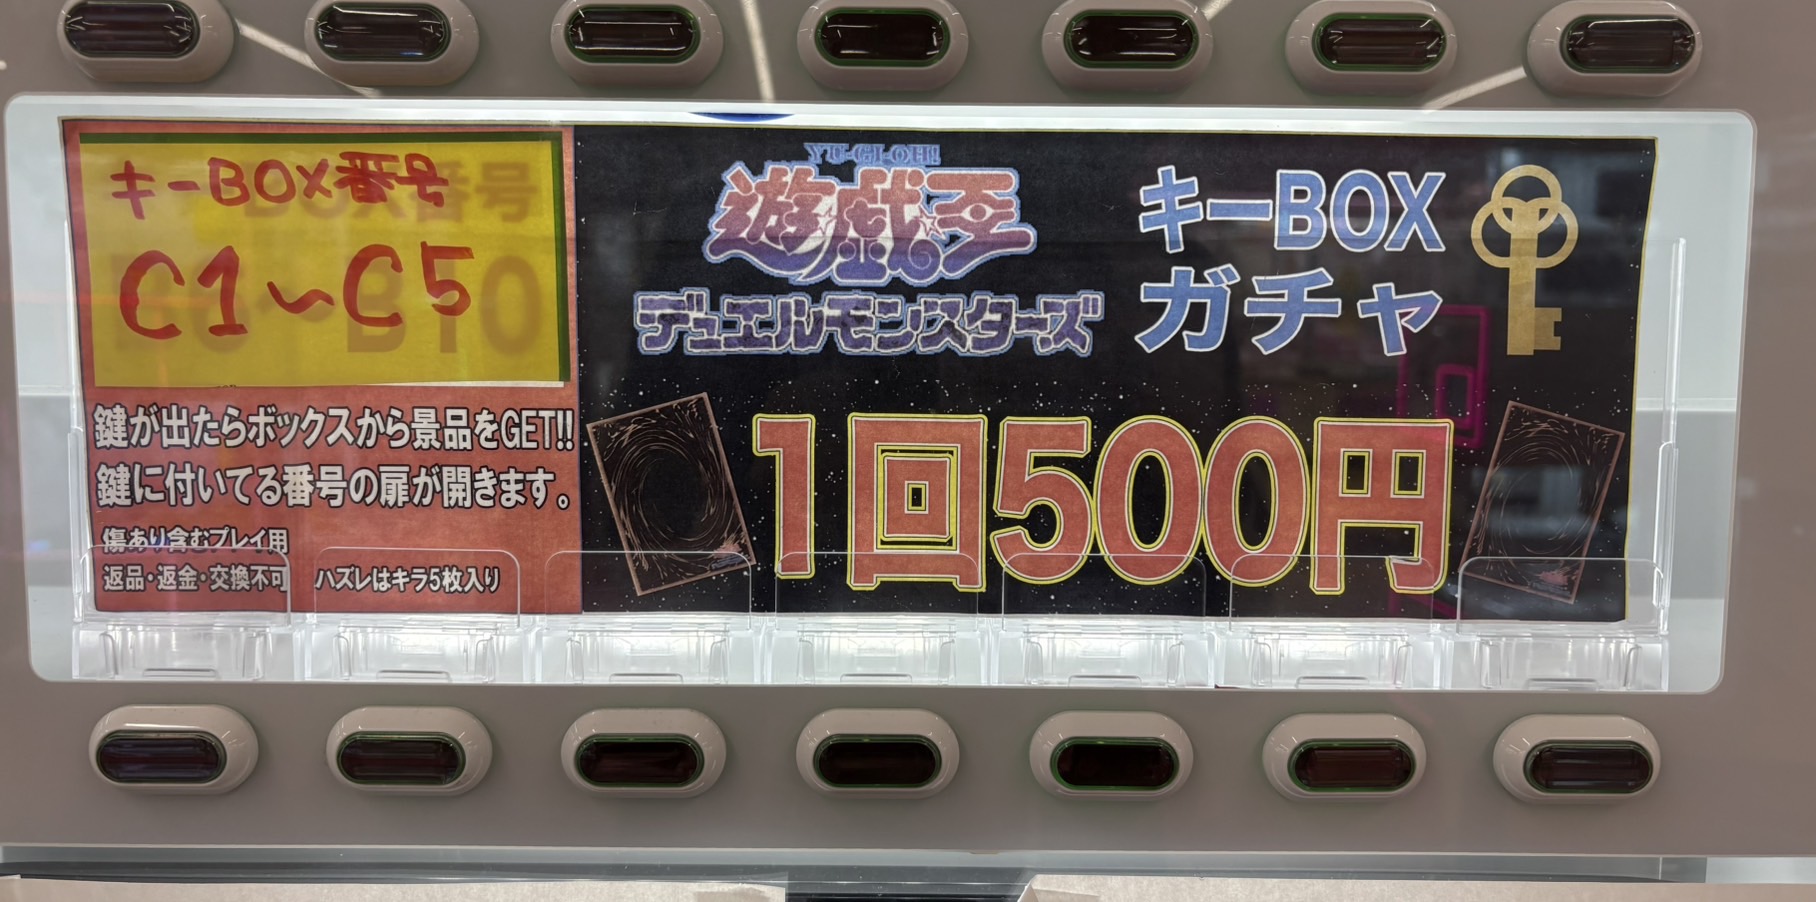 キーBOX番号
C1～C5
鍵が出たらボックスから景品をGET!!
鍵に付いてる番号の扉が開きます。
傷あり含むプレイ用
返品・返金・交換不可
ハズレはキラ5枚入り
YU-GI-OH!
遊戯王
デュエルモンスターズ
キーBOX
ガチャ
1回500円